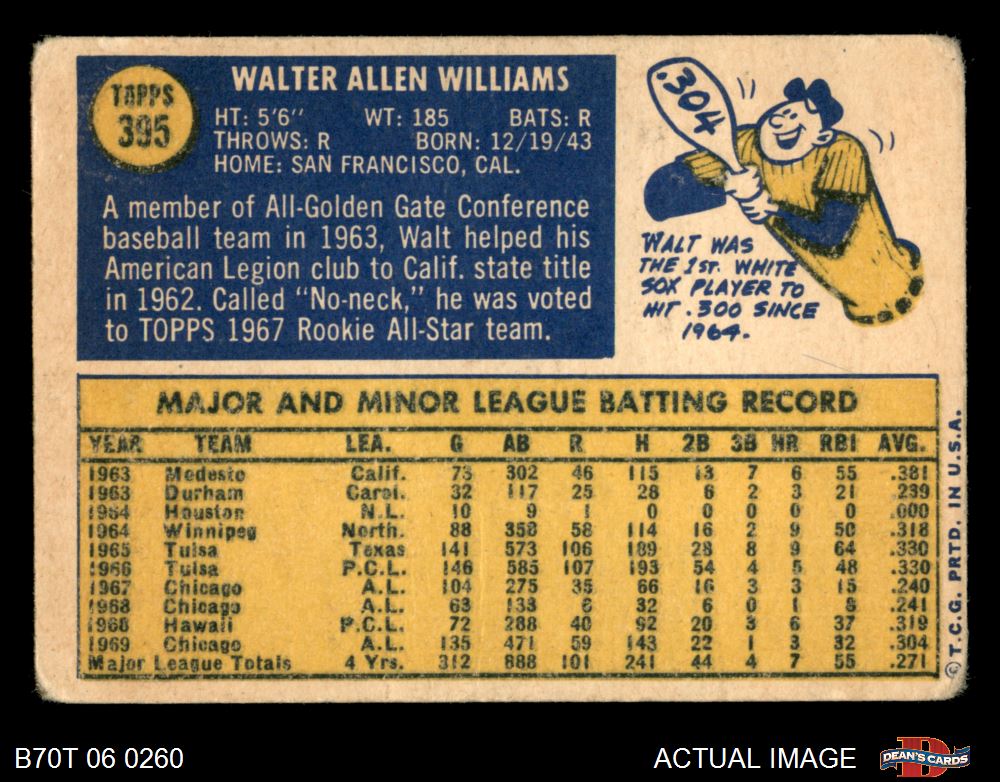 TOPPS
395
WALTER ALLEN WILLIAMS
HT: 5'6" WT: 185 BATS: R
THROWS: R BORN: 12/19/43
HOME: SAN FRANCISCO, CAL.
A member of All-Golden Gate Conference
baseball team in 1963, Walt helped his
American Legion club to Calif. state title
in 1962. Called "No-neck," he was voted
to TOPPS 1967 Rookie All-Star team.
.304
WALT WAS
THE 1ST. WHITE
SOX PLAYER TO
HIT .300 SINCE
1964.
MAJOR AND MINOR LEAGUE BATTING RECORD
YEAR TEAM LEA. G AB R H 2B 3B HR RBI AVG.
1963 Modesto Calif. 73 302 46 115 13 7 6 55 .381
1963 Durham Carol. 32 117 25 28 6 2 3 21 .239
1964 Houston N.L. 10 9 1 0 0 0 0 0 .000
1964 Winnipeg North. 88 358 58 114 16 2 9 50 .318
1965 Tulsa Texas 141 573 106 189 28 8 9 64 .330
1966 Tulsa P.C.L. 146 585 107 193 54 4 5 48 .330
1967 Chicago A.L. 104 275 35 66 16 3 3 15 .240
1968 Chicago A.L. 63 133 6 32 6 0 1 8 .241
1968 Hawaii P.C.L. 72 288 40 92 20 3 6 37 .319
1969 Chicago A.L. 135 471 59 143 22 1 3 32 .304
Major League Totals 4 Yrs. 312 888 101 241 44 4 7 55 .271
©T.C.G. PRTD. IN U.S.A.
B70T 06 0260
ACTUAL IMAGE
DEAN'S CARDS